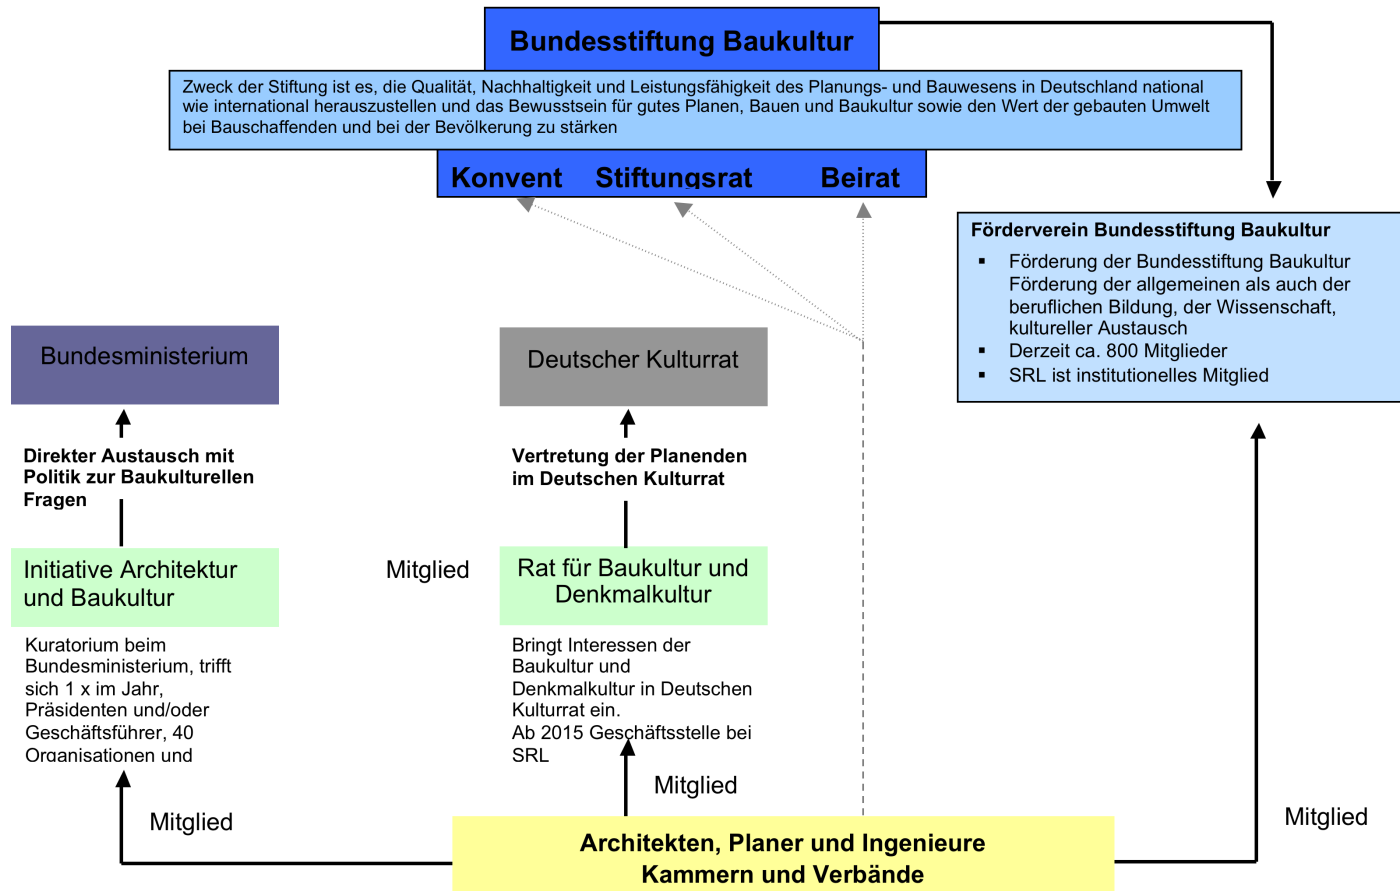 Bundesstiftung Baukultur
Zweck der Stiftung ist es, die Qualität, Nachhaltigkeit und Leistungsfähigkeit des Planungs- und Bauwesens in Deutschland national
wie international herauszustellen und das Bewusstsein für gutes Planen, Bauen und Baukultur sowie den Wert der gebauten Umwelt
bei Bauschaffenden und bei der Bevölkerung zu stärken
Konvent Stiftungsrat Beirat
Förderverein Bundesstiftung Baukultur
▪ Förderung der Bundesstiftung Baukultur
Förderung der allgemeinen als auch der
beruflichen Bildung, der Wissenschaft,
kultureller Austausch
▪ Derzeit ca. 800 Mitglieder
▪ SRL ist institutionelles Mitglied
Bundesministerium
Deutscher Kulturrat
Direkter Austausch mit
Politik zur Baukulturellen
Fragen
Vertretung der Planenden
im Deutschen Kulturrat
Initiative Architektur
und Baukultur
Mitglied
Rat für Baukultur und
Denkmalkultur
Kuratorium beim
Bundesministerium, trifft
sich 1 x im Jahr,
Präsidenten und/oder
Geschäftsführer, 40
Organisationen und
Bringt Interessen der
Baukultur und
Denkmalkultur in Deutschen
Kulturrat ein.
Ab 2015 Geschäftsstelle bei
SRL
Mitglied
Mitglied
Mitglied
Architekten, Planer und Ingenieure
Kammern und Verbände